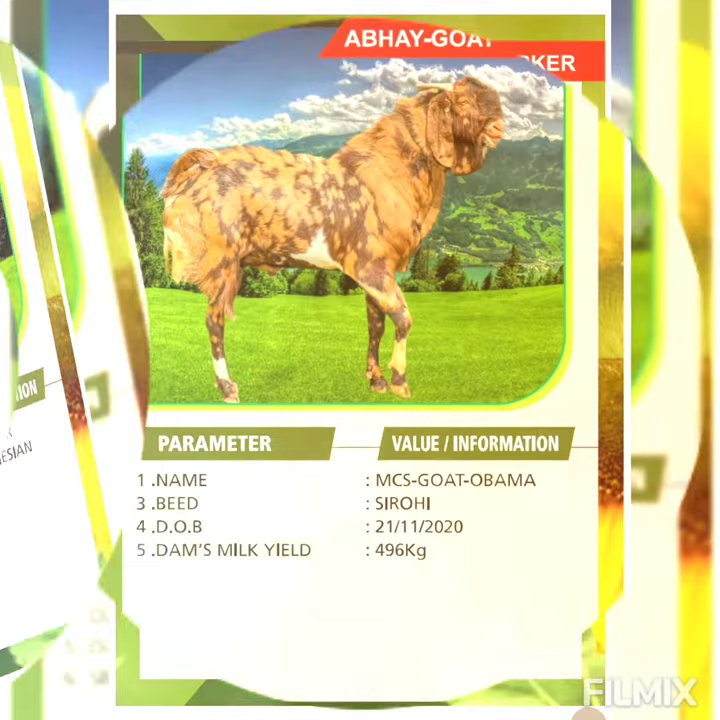 ABHAY-GOAT
PARAMETER VALUE / INFORMATION
1 .NAME : MCS-GOAT-OBAMA
3 .BEED : SIROHI
4 .D.O.B : 21/11/2020
5 .DAM'S MILK YIELD : 496Kg
FILMIX